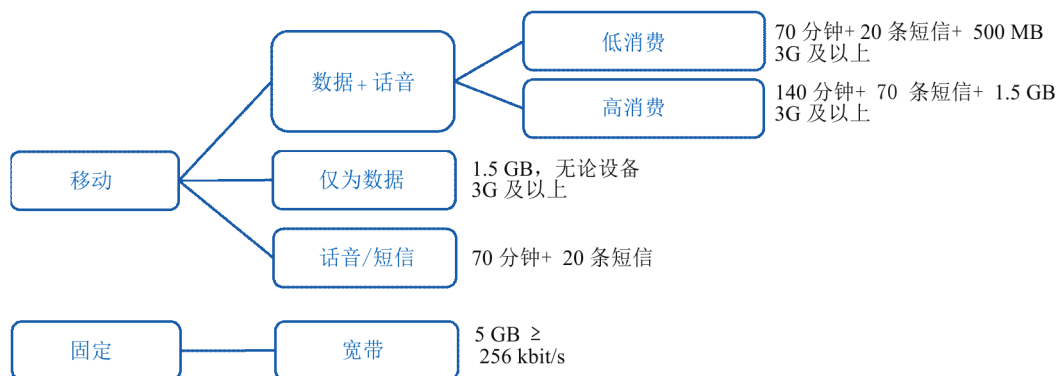 低消费
70 分钟+ 20 条短信+ 500 MB
3G 及以上
数据 + 话音
高消费
140 分钟+ 70 条短信+ 1.5 GB
3G 及以上
移动
仅为数据
1.5 GB，无论设备
3G 及以上
话音/短信
70 分钟+ 20 条短信
固定
宽带
5 GB ≥
256 kbit/s